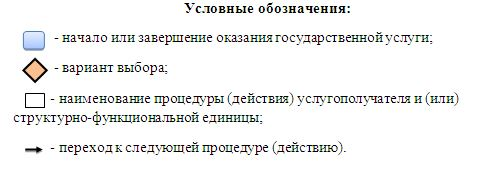 Условные обозначения:
- начало или завершение оказания государственной услуги;
- вариант выбора;
- наименование процедуры (действия) услугополучателя и (или)
структурно-функциональной единицы;
- переход к следующей процедуре (действию).